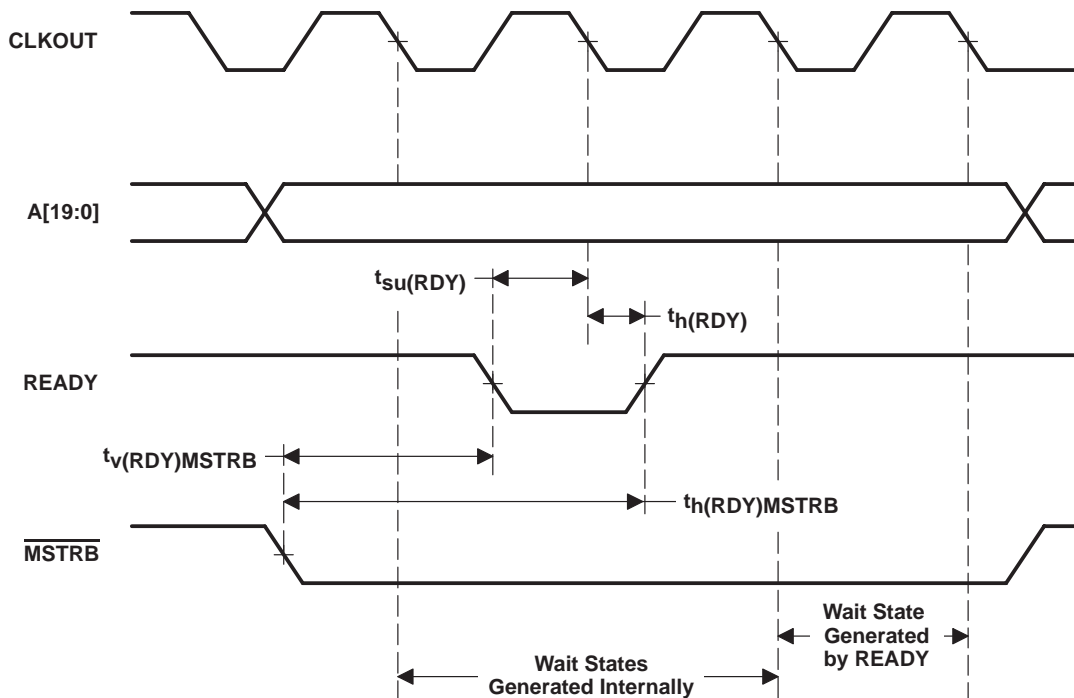 CLKOUT
A[19:0]
tsu(RDY)
th(RDY)
READY
tv(RDY)MSTRB
th(RDY)MSTRB
MSTRB
Wait State
Generated
by READY
Wait States
Generated Internally